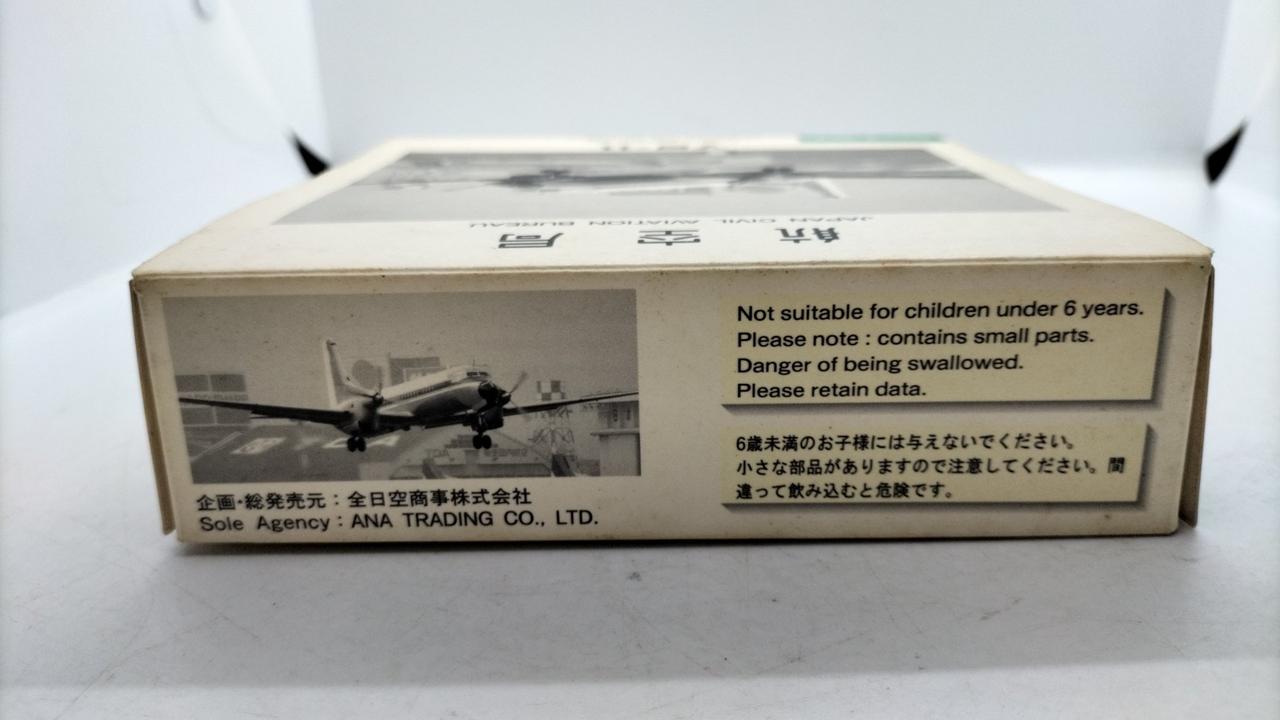 航空局
JAPAN CIVIL AVIATION BUREAU
企画・総発売元：全日空商事株式会社
Sole Agency : ANA TRADING CO., LTD.
Not suitable for children under 6 years.
Please note : contains small parts.
Danger of being swallowed.
Please retain data.
6歳未満のお子様には与えないでください。
小さな部品がありますので注意してください。間
違って飲み込むと危険です。